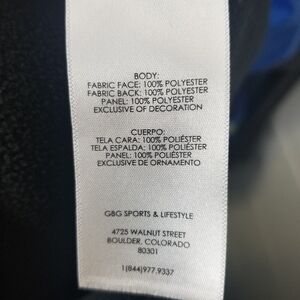 BODY:
FABRIC FACE: 100% POLYESTER
FABRIC BACK: 100% POLYESTER
PANEL: 100% POLYESTER
EXCLUSIVE OF DECORATION
CUERPO:
TELA CARA: 100% POLIÉSTER
TELA ESPALDA: 100% POLIÉSTER
PANEL: 100% POLIÉSTER
EXCLUSIVE DE ORNAMENTO
GBG SPORTS & LIFESTYLE
4725 WALNUT STREET
BOULDER, COLORADO
80301
1(844)977.9337